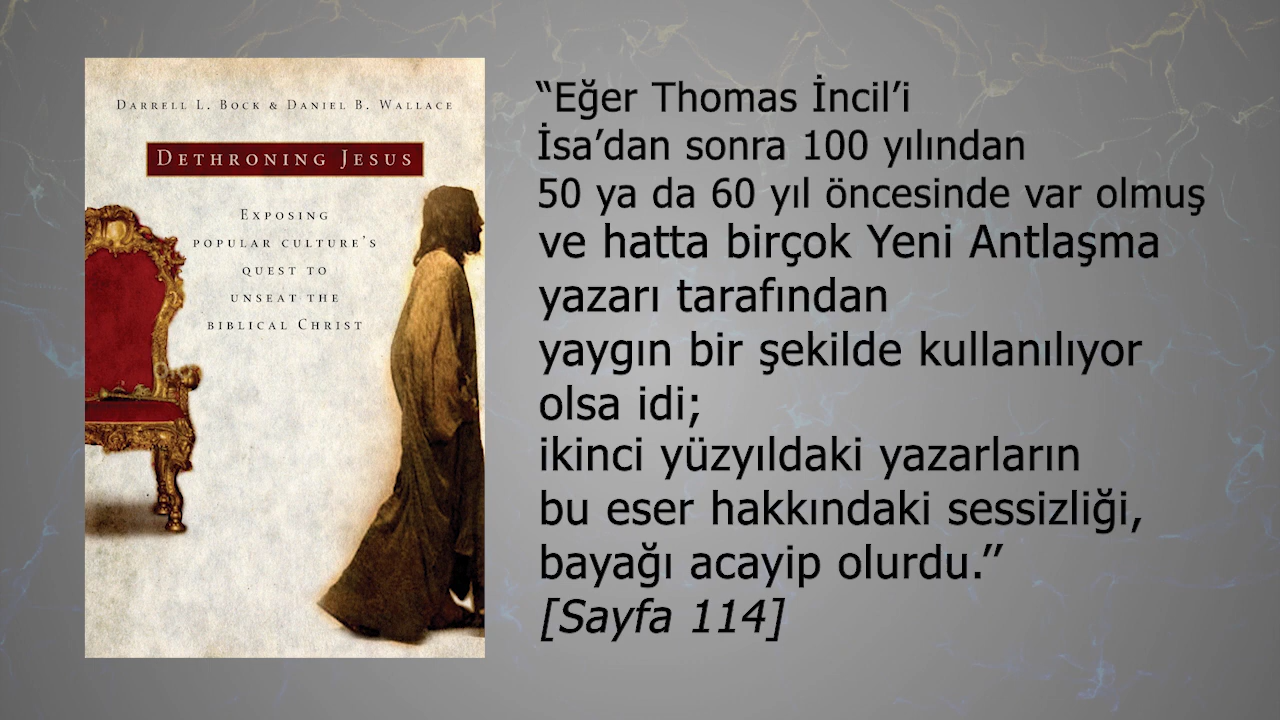 DARRELL L. BOCK & DANIEL B. WALLACE
DETHRONING JESUS
EXPOSING
POPULAR CULTURE'S
QUEST TO
UNSEAT THE
BIBLICAL CHRIST
“Eğer Thomas İncil’i
İsa’dan sonra 100 yılından
50 ya da 60 yıl öncesinde var olmuş
ve hatta birçok Yeni Antlaşma
yazarı tarafından
yaygın bir şekilde kullanılıyor
olsa idi;
ikinci yüzyıldaki yazarların
bu eser hakkındaki sessizliği,
bayağı acayip olurdu.”
[Sayfa 114]